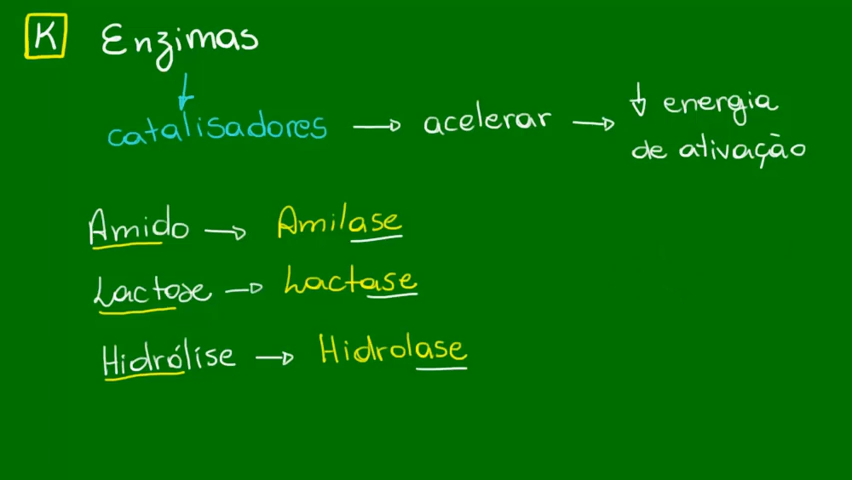 K Enzimas
catalisadores → acelerar → ↓ energia
de ativação
Amido → Amilase
Lactose → Lactase
Hidrólise → Hidrolase